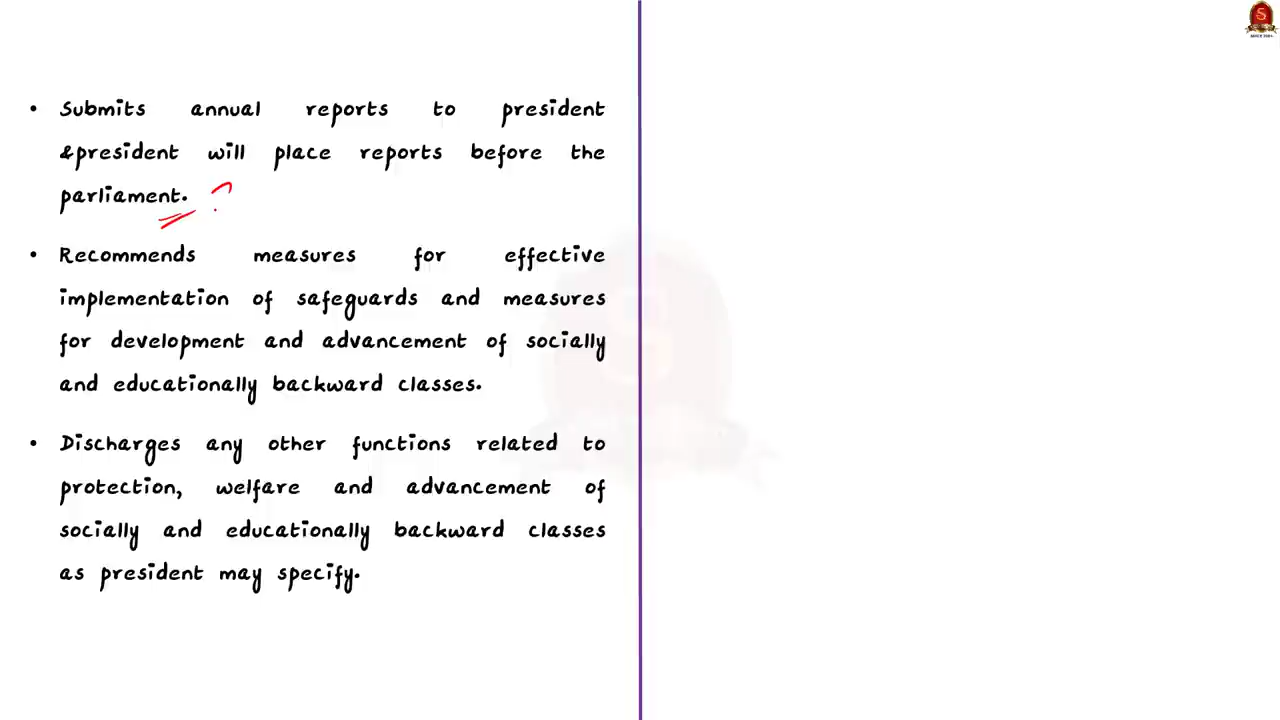 • Submits annual reports to president
&president will place reports before the
parliament. ?
• Recommends measures for effective
implementation of safeguards and measures
for development and advancement of socially
and educationally backward classes.
• Discharges any other functions related to
protection, welfare and advancement of
socially and educationally backward classes
as president may specify.